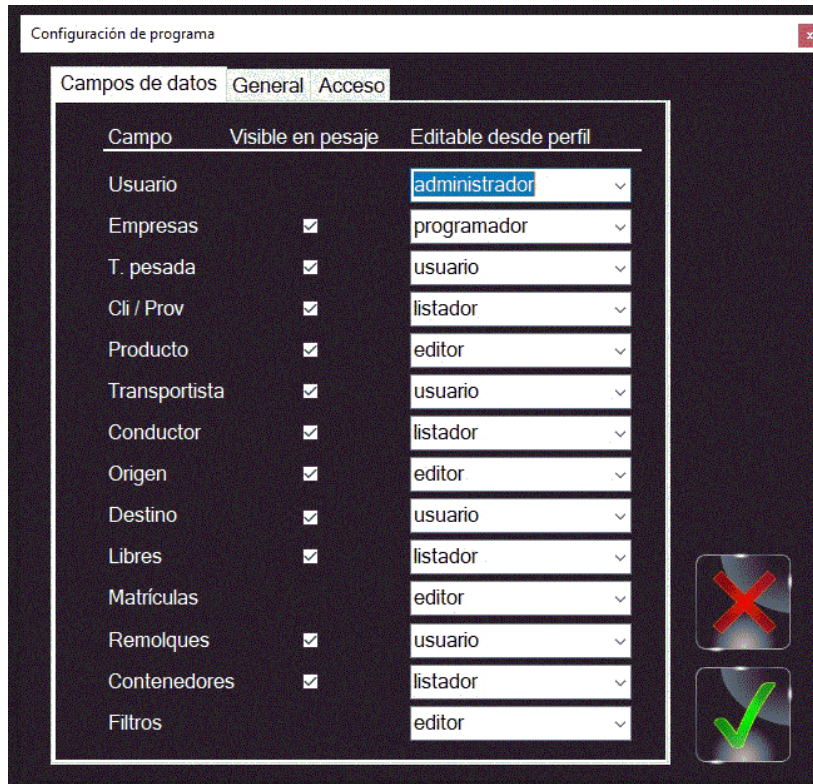 Configuración de programa
Campos de datos General Acceso
Campo Visible en pesaje Editable desde perfil
Usuario administrador
Empresas programador
T. pesada usuario
Cli / Prov listador
Producto editor
Transportista usuario
Conductor listador
Origen editor
Destino usuario
Libres listador
Matrículas editor
Remolques usuario
Contenedores listador
Filtros editor